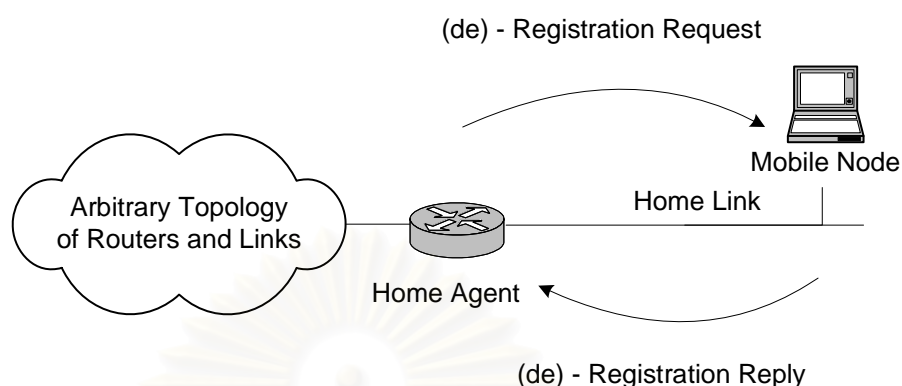 (de) - Registration Request
Mobile Node
Home Link
Arbitrary Topology
of Routers and Links
Home Agent
(de) - Registration Reply